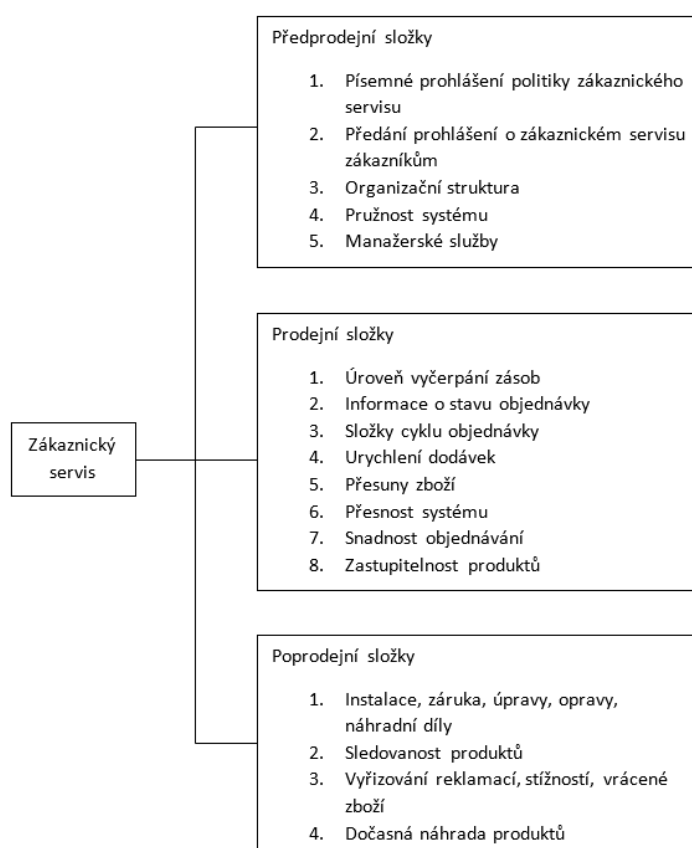 Předprodejní složky
1. Písemné prohlášení politiky zákaznického
servisu
2. Předání prohlášení o zákaznickém servisu
zákazníkům
3. Organizační struktura
4. Pružnost systému
5. Manažerské služby
Prodejní složky
1. Úroveň vyčerpání zásob
2. Informace o stavu objednávky
3. Složky cyklu objednávky
4. Urychlení dodávek
5. Přesuny zboží
6. Přesnost systému
7. Snadnost objednávání
8. Zastupitelnost produktů
Zákaznický
servis
Poprodejní složky
1. Instalace, záruka, úpravy, opravy,
náhradní díly
2. Sledovanost produktů
3. Vyřizování reklamací, stížností, vrácené
zboží
4. Dočasná náhrada produktů